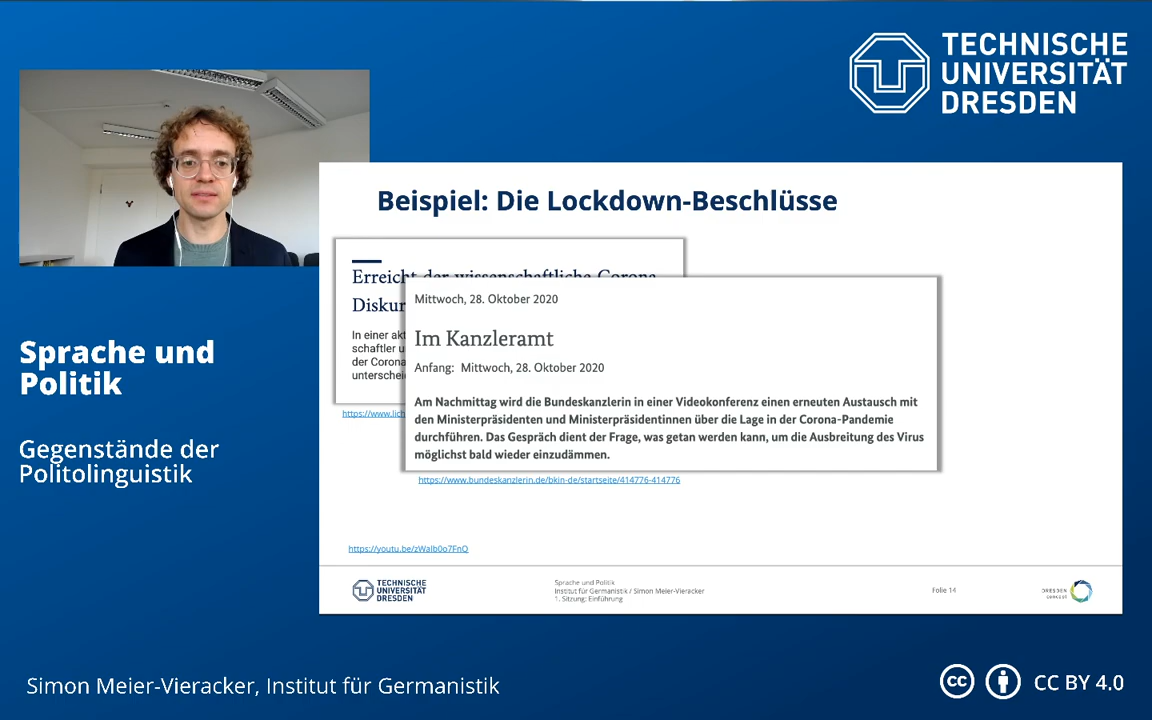 TECHNISCHE
UNIVERSITÄT
DRESDEN
Beispiel: Die Lockdown-Beschlüsse
Erreicht der wissenschaftliche Corona
Diskur
In einer akt
schaftler u
der Corona
unterscheid
https://www.lich
Mittwoch, 28. Oktober 2020
Im Kanzleramt
Anfang: Mittwoch, 28. Oktober 2020
Am Nachmittag wird die Bundeskanzlerin in einer Videokonferenz einen erneuten Austausch mit
den Ministerpräsidenten und Ministerpräsidentinnen über die Lage in der Corona-Pandemie
durchführen. Das Gespräch dient der Frage, was getan werden kann, um die Ausbreitung des Virus
möglichst bald wieder einzudämmen.
https://www.bundeskanzlerin.de/bkin-de/startseite/414776-414776
Sprache und
Politik
Gegenstände der
Politolinguistik
https://youtu.be/zWalb0o7FnQ
TECHNISCHE
UNIVERSITÄT
DRESDEN
Sprache und Politik
Institut für Germanistik / Simon Meier-Vieracker
1. Sitzung: Einführung
Folie 14
DRESDEN
concept
Simon Meier-Vieracker, Institut für Germanistik
CC BY 4.0